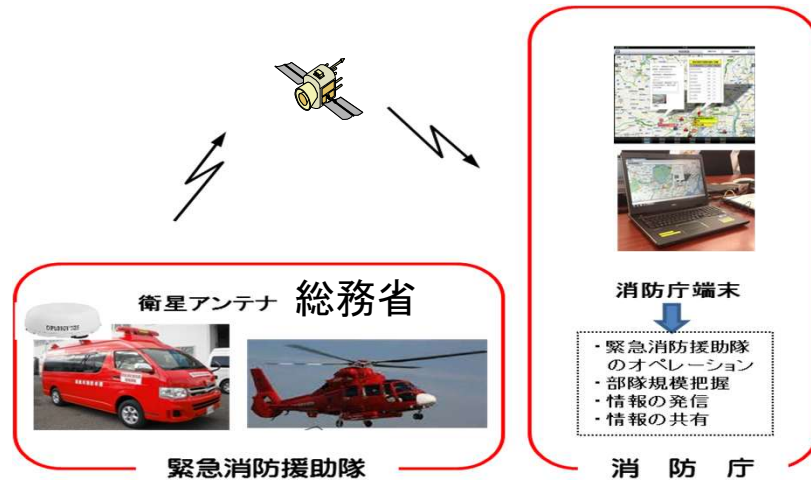 衛星アンテナ 総務省
緊急消防援助隊
消防庁端末
・緊急消防援助隊
のオペレーション
・部隊規模把握
・情報の発信
・情報の共有
消 防 庁